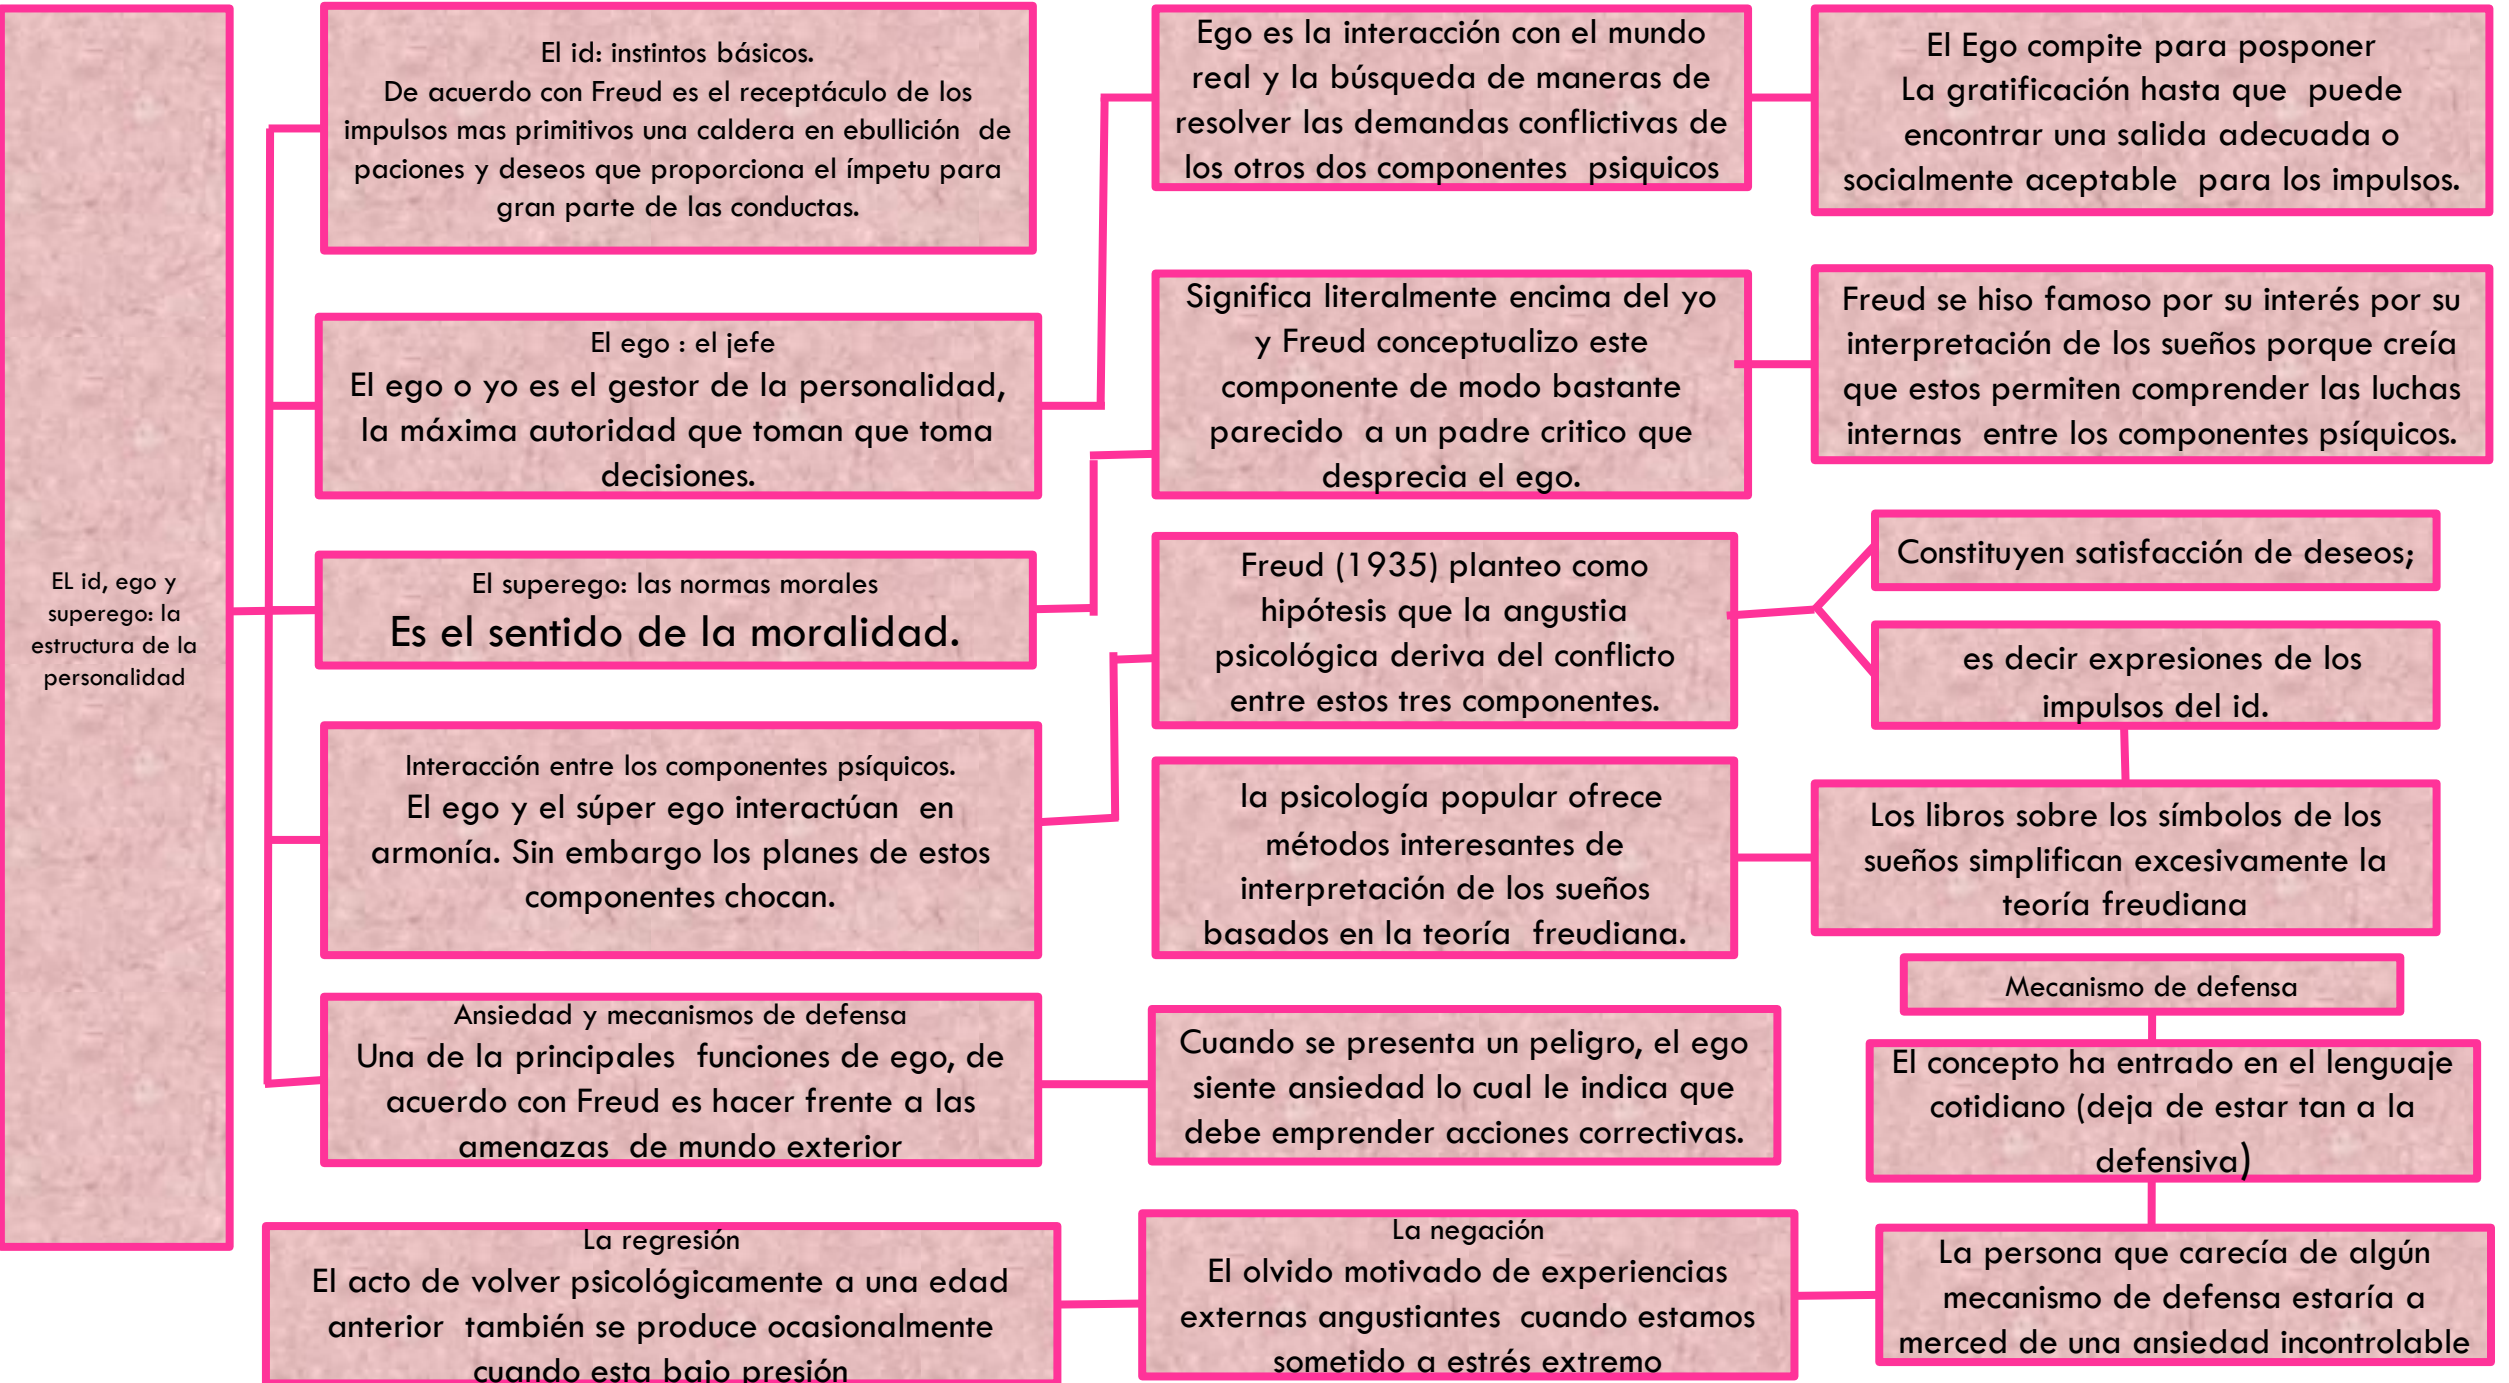 EL id, ego y
superego: la
estructura de la
personalidad
El id: instintos básicos.
De acuerdo con Freud es el receptáculo de los
impulsos mas primitivos una caldera en ebullición de
paciones y deseos que proporciona el ímpetu para
gran parte de las conductas.
El ego : el jefe
El ego o yo es el gestor de la personalidad,
la máxima autoridad que toman que toma
decisiones.
Ego es la interacción con el mundo
real y la búsqueda de maneras de
resolver las demandas conflictivas de
los otros dos componentes psiquicos
El Ego compite para posponer
La gratificación hasta que puede
encontrar una salida adecuada o
socialmente aceptable para los impulsos.
El superego: las normas morales
Es el sentido de la moralidad.
Significa literalmente encima del yo
y Freud conceptualizo este
componente de modo bastante
parecido a un padre critico que
desprecia el ego.
Freud se hiso famoso por su interés por su
interpretación de los sueños porque creía
que estos permiten comprender las luchas
internas entre los componentes psíquicos.
Interacción entre los componentes psíquicos.
El ego y el súper ego interactúan en
armonía. Sin embargo los planes de estos
componentes chocan.
Freud (1935) planteo como
hipótesis que la angustia
psicológica deriva del conflicto
entre estos tres componentes.
Constituyen satisfacción de deseos;
es decir expresiones de los
impulsos del id.
la psicología popular ofrece
métodos interesantes de
interpretación de los sueños
basados en la teoría freudiana.
Los libros sobre los símbolos de los
sueños simplifican excesivamente la
teoría freudiana
Ansiedad y mecanismos de defensa
Una de la principales funciones de ego, de
acuerdo con Freud es hacer frente a las
amenazas de mundo exterior
Cuando se presenta un peligro, el ego
siente ansiedad lo cual le indica que
debe emprender acciones correctivas.
Mecanismo de defensa
El concepto ha entrado en el lenguaje
cotidiano (deja de estar tan a la
defensiva)
La persona que carecía de algún
mecanismo de defensa estaría a
merced de una ansiedad incontrolable
La negación
El olvido motivado de experiencias
externas angustiantes cuando estamos
sometido a estrés extremo
La regresión
El acto de volver psicológicamente a una edad
anterior también se produce ocasionalmente
cuando esta bajo presión